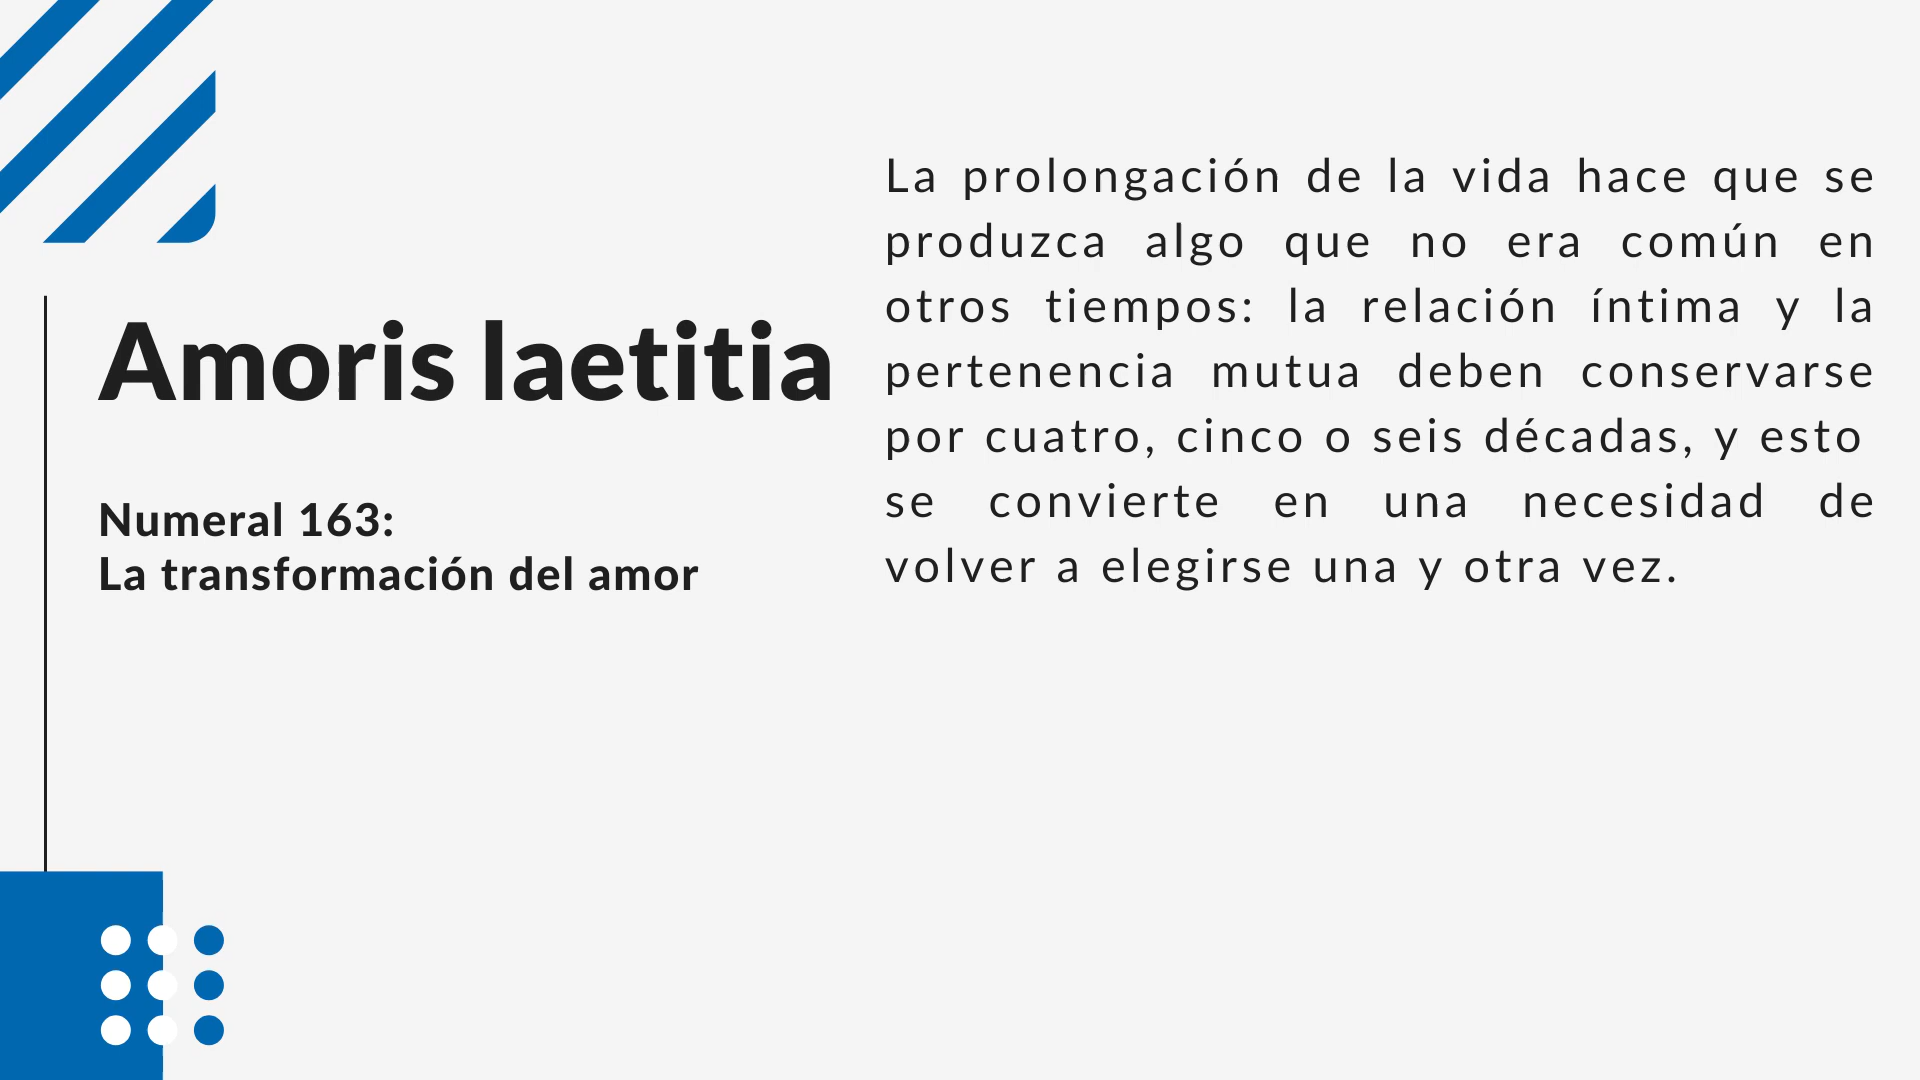 Amoris laetitia
Numeral 163:
La transformación del amor
La prolongación de la vida hace que se
produzca algo que no era común en
otros tiempos: la relación íntima y la
pertenencia mutua deben conservarse
por cuatro, cinco o seis décadas, y esto
se convierte en una necesidad de
volver a elegirse una y otra vez.